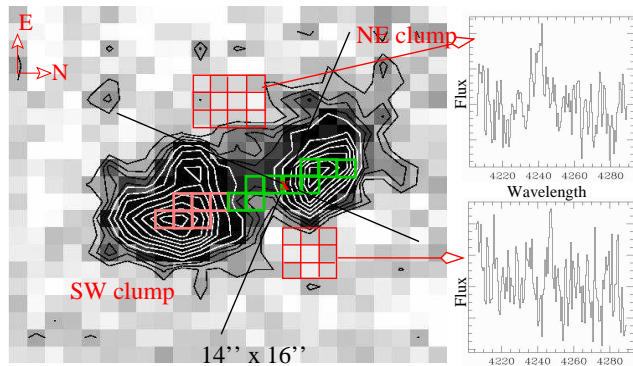 E
N
NE clump
SW clump
14’’ x 16’’
Flux
4220 4240 4260 4280
Wavelength
Flux
4220 4240 4260 4280